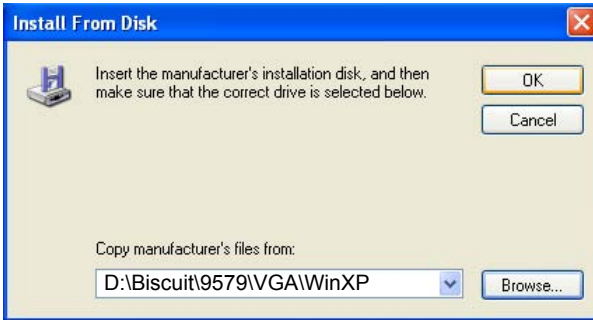 Install From Disk
Insert the manufacturer's installation disk, and then
make sure that the correct drive is selected below.
OK
Cancel
Copy manufacturer's files from:
D:\Biscuit\9579\VGA\WinXP
Browse...